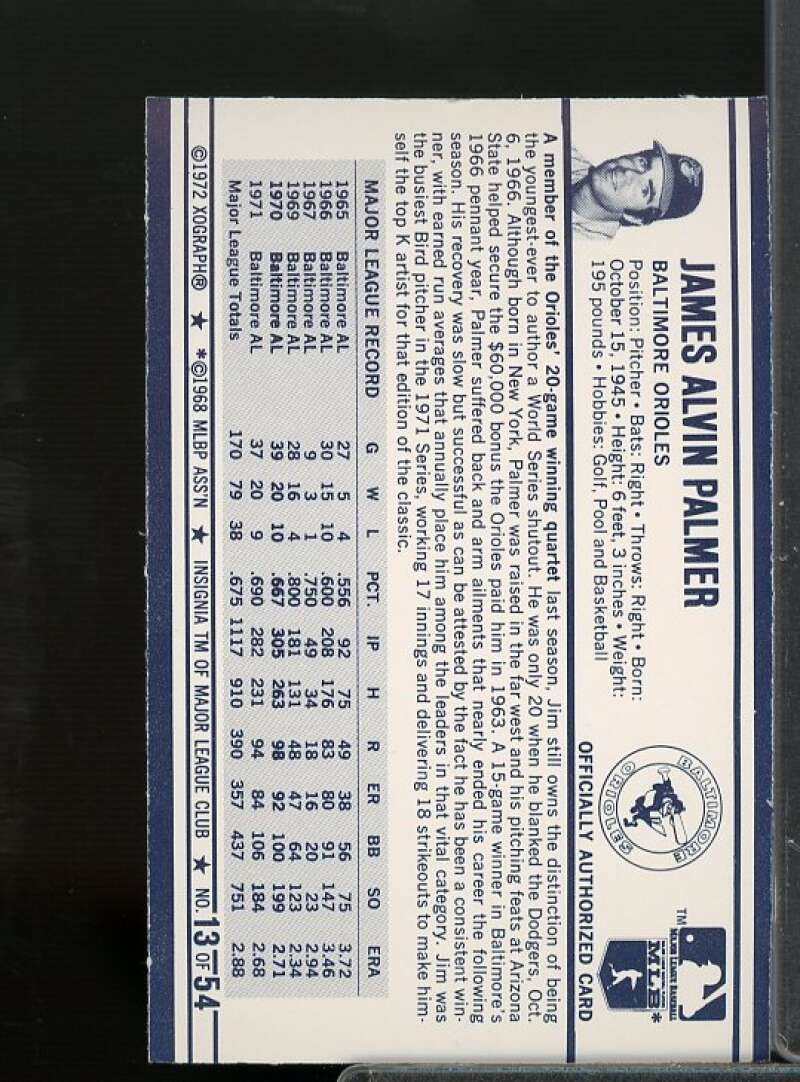 JAMES ALVIN PALMER
BALTIMORE ORIOLES
Position: Pitcher • Bats: Right • Throws: Right • Born:
October 15, 1945 • Height: 6 feet, 3 inches • Weight:
195 pounds • Hobbies: Golf, Pool and Basketball
BALTIMORE
ORIOLES
TM
MAJOR LEAGUE BASEBALL
MLB*
OFFICIALLY AUTHORIZED CARD
A member of the Orioles' 20-game winning quartet last season, Jim still owns the distinction of being
the youngest-ever to author a World Series shutout. He was only 20 when he blanked the Dodgers, Oct.
6, 1966. Although born in New York, Palmer was raised in the far west and his pitching feats at Arizona
State helped secure the $60,000 bonus the Orioles paid him in 1963. A 15-game winner in Baltimore's
1966 pennant year, Palmer suffered back and arm ailments that nearly ended his career the following
season. His recovery was slow but successful as can be attested by the fact he has been a consistent win-
ner, with earned run averages that annually place him among the leaders in that vital category. Jim was
the busiest Bird pitcher in the 1971 Series, working 17 innings and delivering 18 strikeouts to make him-
self the top K artist for that edition of the classic.
MAJOR LEAGUE RECORD G W L PCT. IP H R ER BB SO ERA
1965 Baltimore AL 27 5 4 .556 92 75 49 38 56 75 3.72
1966 Baltimore AL 30 15 10 .600 208 176 83 80 91 147 3.46
1967 Baltimore AL 9 3 1 .750 49 34 18 16 20 23 2.94
1969 Baltimore AL 28 16 4 .800 181 131 48 47 64 123 2.34
1970 Baltimore AL 39 20 10 .667 305 263 98 92 100 199 2.71
1971 Baltimore AL 37 20 9 .690 282 231 94 84 106 184 2.68
Major League Totals 170 79 38 .675 1117 910 390 357 437 751 2.88
©1972 XOGRAPH® ★ *©1968 MLBP ASS'N ★ INSIGNIA TM OF MAJOR LEAGUE CLUB ★ NO. 13 OF 54